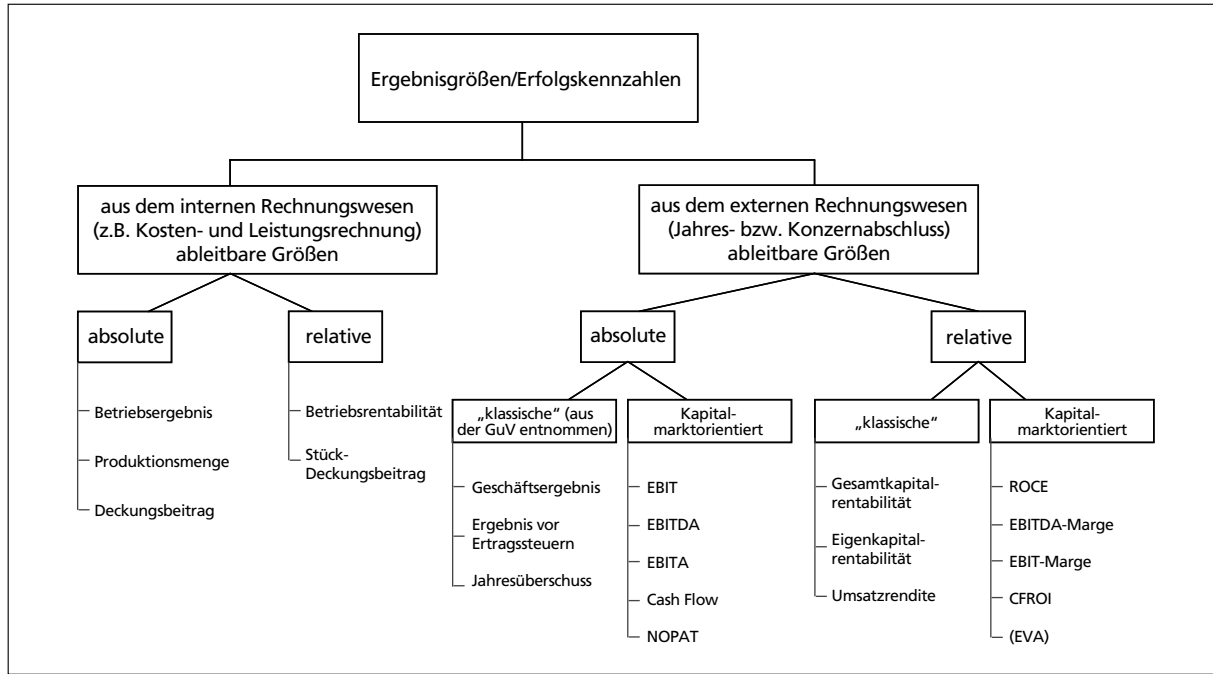 Ergebnisgrößen/Erfolgskennzahlen
aus dem internen Rechnungswesen
(z.B. Kosten- und Leistungsrechnung)
ableitbare Größen
aus dem externen Rechnungswesen
(Jahres- bzw. Konzernabschluss)
ableitbare Größen
absolute
relative
absolute
relative
Betriebsergebnis
Produktionsmenge
Deckungsbeitrag
Betriebsrentabilität
Stück-
Deckungsbeitrag
„klassische“ (aus
der GuV entnommen)
Geschäftsergebnis
Ergebnis vor
Ertragssteuern
Jahresüberschuss
Kapital-
marktorientiert
EBIT
EBITDA
EBITA
Cash Flow
NOPAT
„klassische“
Gesamtkapital-
rentabilität
Eigenkapital-
rentabilität
Umsatzrendite
Kapital-
marktorientiert
ROCE
EBITDA-Marge
EBIT-Marge
CFROI
(EVA)